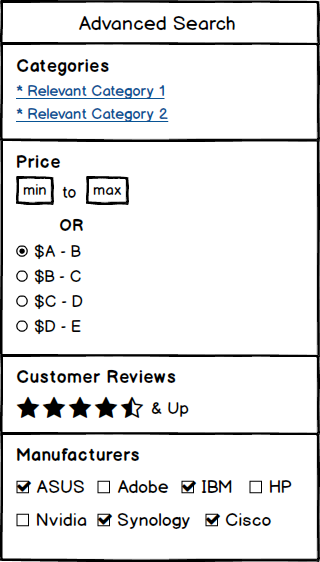 Advanced Search
Categories
* Relevant Category 1
* Relevant Category 2
Price
min to max
OR
$A - B
$B - C
$C - D
$D - E
Customer Reviews
& Up
Manufacturers
ASUS Adobe IBM HP
Nvidia Synology Cisco